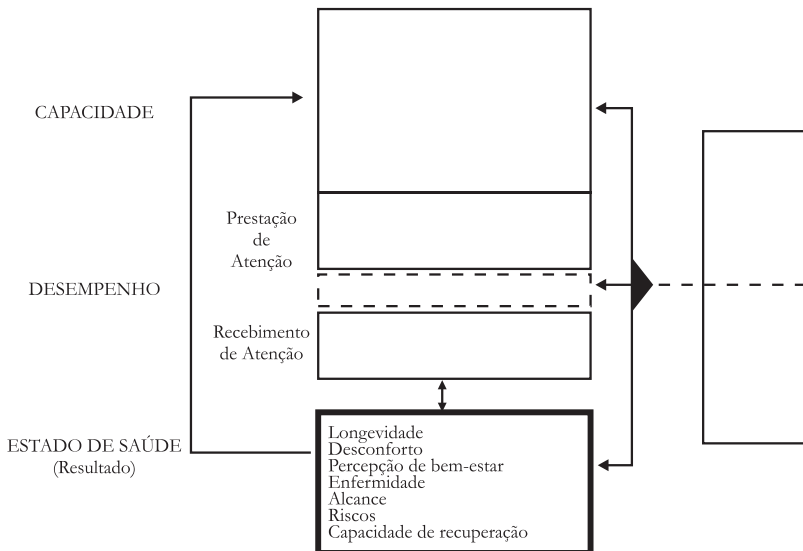 CAPACIDADE
Prestação
de
Atenção
DESEMPENHO
Recebimento
de Atenção
ESTADO DE SAÚDE
(Resultado)
Longevidade
Desconforto
Percepção de bem-estar
Enfermidade
Alcance
Riscos
Capacidade de recuperação